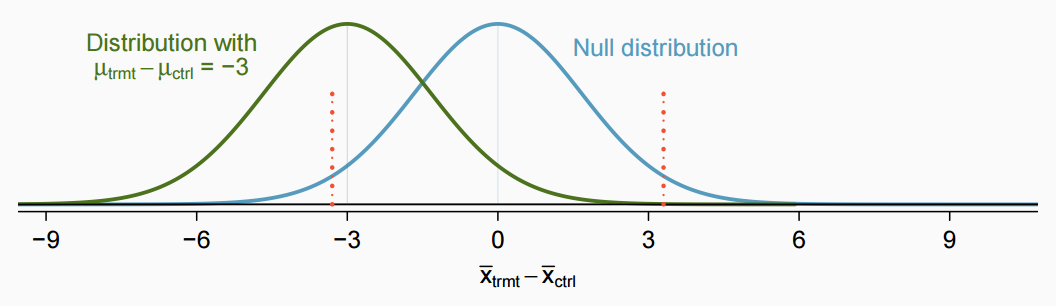 Distribution with
μtrmt − μctrl = −3
Null distribution
−9 −6 −3 0 3 6 9
x̅trmt − x̅ctrl